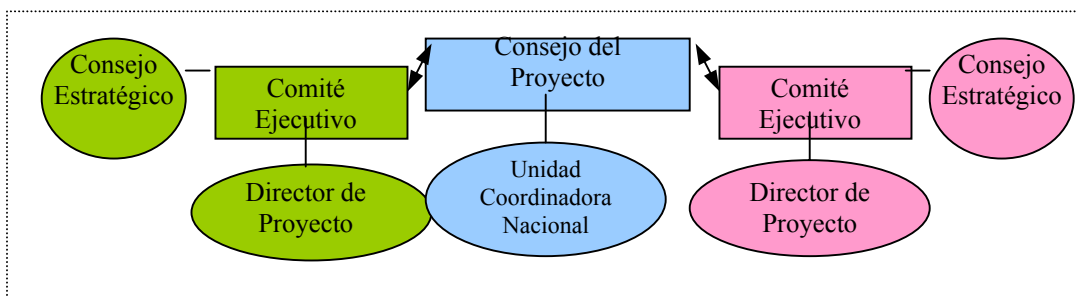 Consejo
Estratégico
Comité
Ejecutivo
Director de
Proyecto
Consejo del
Proyecto
Unidad
Coordinadora
Nacional
Comité
Ejecutivo
Director de
Proyecto
Consejo
Estratégico